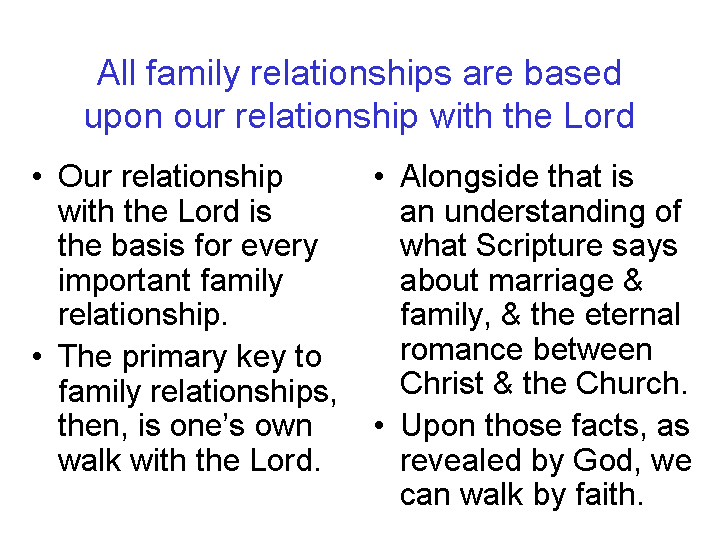 All family relationships are based
upon our relationship with the Lord
• Our relationship
with the Lord is
the basis for every
important family
relationship.
• The primary key to
family relationships,
then, is one’s own
walk with the Lord.
• Alongside that is
an understanding of
what Scripture says
about marriage &
family, & the eternal
romance between
Christ & the Church.
• Upon those facts, as
revealed by God, we
can walk by faith.